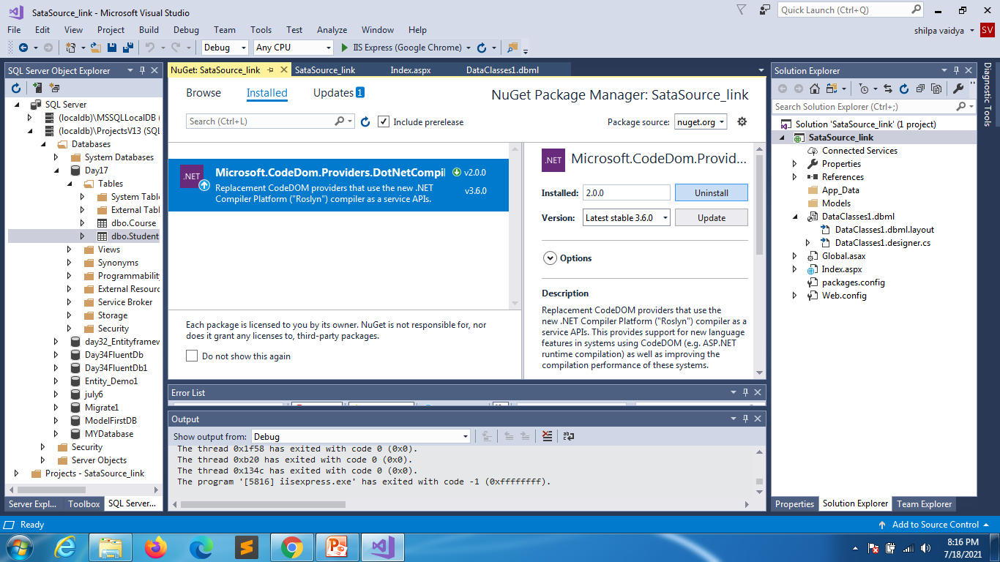 SataSource_link - Microsoft Visual Studio
Quick Launch (Ctrl+Q)
File Edit View Project Build Debug Team Tools Test Analyze Window Help
shilpa vaidya SV
Debug Any CPU IIS Express (Google Chrome)
SQL Server Object Explorer
SQL Server
(localdb)\MSSQLLocalDB (
(localdb)\ProjectsV13 (SQL
Databases
System Databases
Day17
Tables
System Table
External Tabl
dbo.Course
dbo.Student
Views
Synonyms
Programmability
External Resourc
Service Broker
Storage
Security
day32_Entityframew
Day34FluentDb
Day34FluentDb1
Entity_Demo1
july6
Migrate1
ModelFirstDB
MYDatabase
Security
Server Objects
Projects - SataSource_link
Server Expl... Toolbox SQL Server...
NuGet: SataSource_link SataSource_link Index.aspx DataClasses1.dbml
Browse Installed Updates 1
NuGet Package Manager: SataSource_link
Search (Ctrl+L) Include prerelease
Package source: nuget.org
.NET
Microsoft.CodeDom.Providers.DotNetCompil v2.0.0
Replacement CodeDOM providers that use the new .NET v3.6.0
Compiler Platform ("Roslyn") compiler as a service APIs.
Each package is licensed to you by its owner. NuGet is not responsible for, nor
does it grant any licenses to, third-party packages.
Do not show this again
.NET Microsoft.CodeDom.Provid...
Installed: 2.0.0 Uninstall
Version: Latest stable 3.6.0 Update
Options
Description
Replacement CodeDOM providers that use the
new .NET Compiler Platform ("Roslyn") compiler as a
service APIs. This provides support for new language
features in systems using CodeDOM (e.g. ASP.NET
runtime compilation) as well as improving the
compilation performance of these systems.
Error List
Output
Show output from: Debug
The thread 0x1f58 has exited with code 0 (0x0).
The thread 0xb20 has exited with code 0 (0x0).
The thread 0x134c has exited with code 0 (0x0).
The program '[5816] iisexpress.exe' has exited with code -1 (0xffffffff).
Solution Explorer
Search Solution Explorer (Ctrl+;)
Solution 'SataSource_link' (1 project)
SataSource_link
Connected Services
Properties
References
App_Data
Models
DataClasses1.dbml
DataClasses1.dbml.layout
DataClasses1.designer.cs
Global.asax
Index.aspx
packages.config
Web.config
Properties Solution Explorer Team Explorer
Diagnostic Tools
Ready
Add to Source Control
8:16 PM
7/18/2021